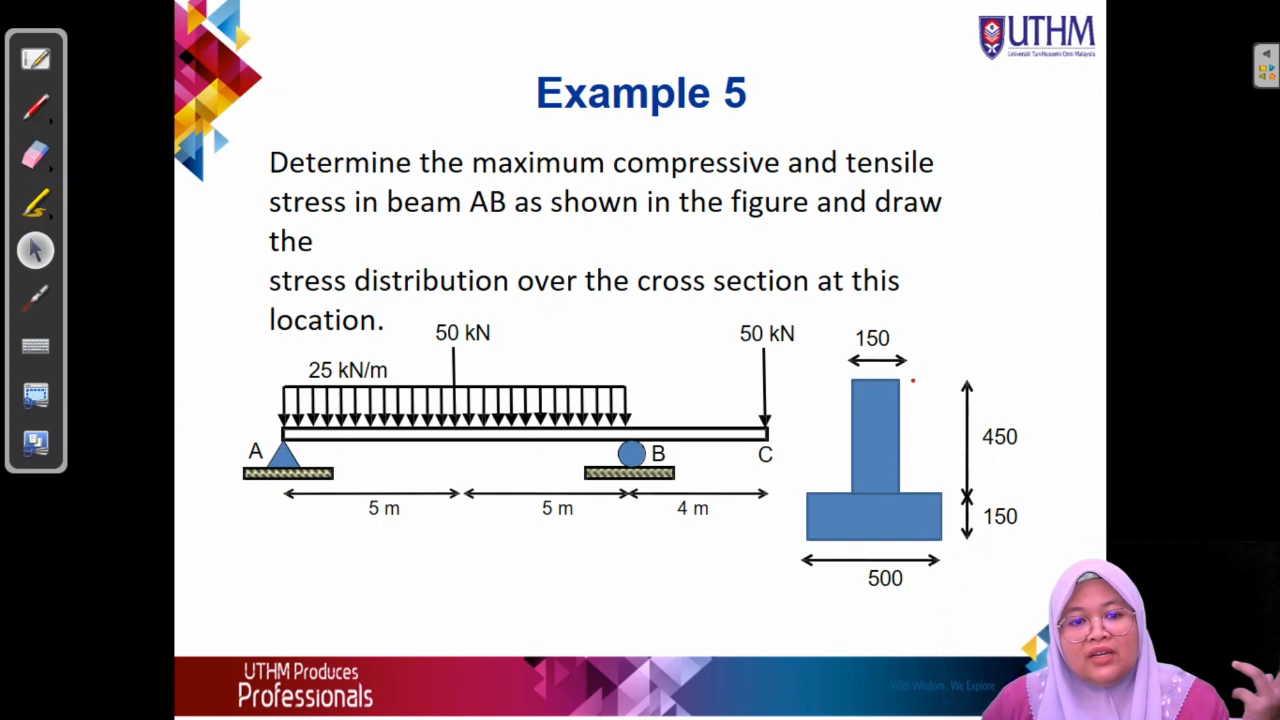 UTHM
Universiti Tun Hussein Onn Malaysia
Example 5
Determine the maximum compressive and tensile
stress in beam AB as shown in the figure and draw
the
stress distribution over the cross section at this
location.
50 kN
50 kN
150
25 kN/m
450
A
B
C
5 m
5 m
4 m
150
500
UTHM Produces
Professionals
With Wisdom, We Explore